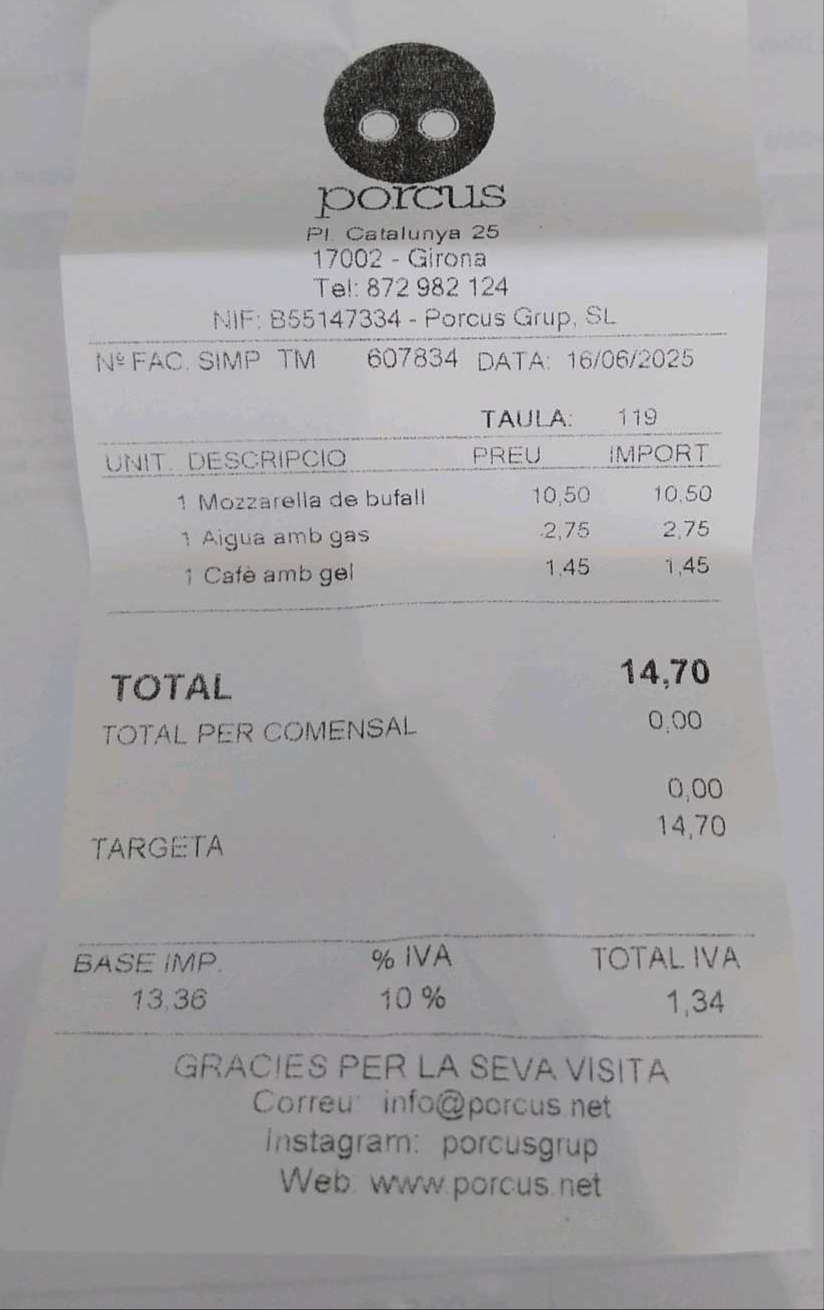 porcus
Pl. Catalunya 25
17002 - Girona
Tel: 872 982 124
NIF: B55147334 - Porcus Grup, SL
Nº FAC. SIMP TM 607834 DATA: 16/06/2025
TAULA: 119
UNIT. DESCRIPCIO PREU IMPORT
1 Mozzarella de bufall 10,50 10,50
1 Aigua amb gas 2,75 2,75
1 Cafè amb gel 1,45 1,45
TOTAL 14,70
TOTAL PER COMENSAL 0,00
0,00
TARGETA 14,70
BASE IMP. % IVA TOTAL IVA
13,36 10 % 1,34
GRACIES PER LA SEVA VISITA
Correu: info@porcus.net
Instagram: porcusgrup
Web: www.porcus.net